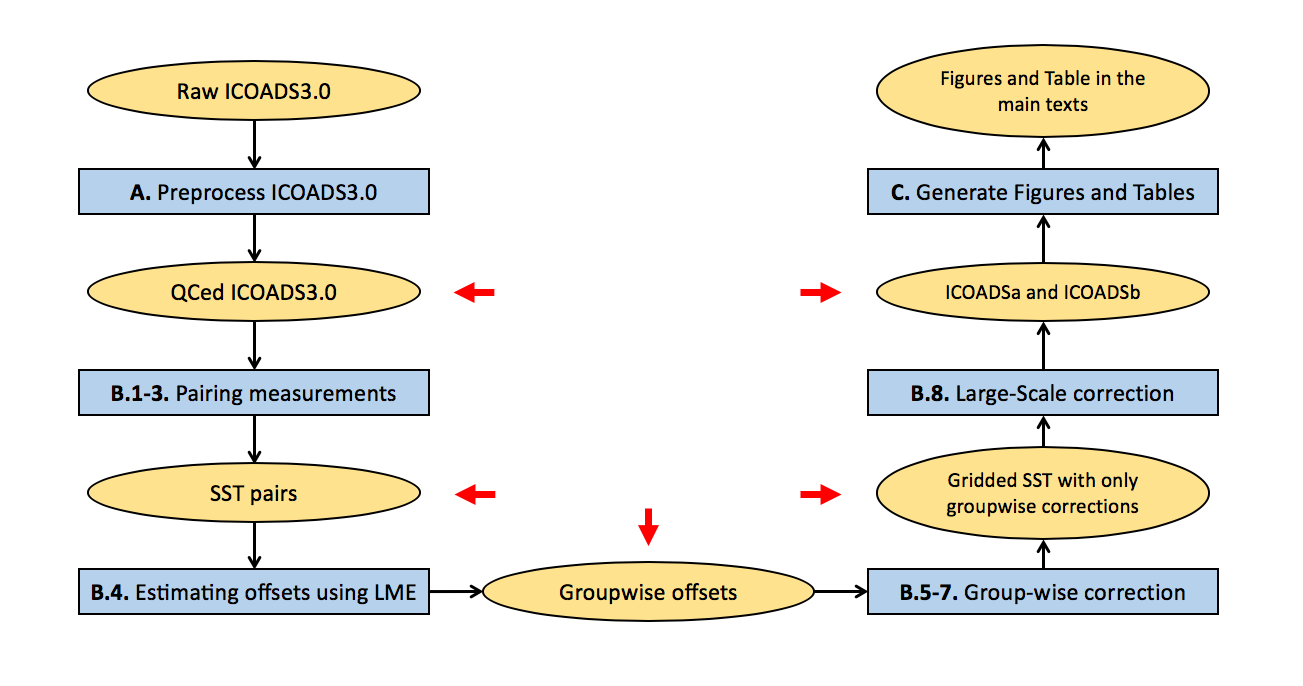 Raw ICOADS3.0
A. Preprocess ICOADS3.0
QCed ICOADS3.0
B.1-3. Pairing measurements
SST pairs
B.4. Estimating offsets using LME
Groupwise offsets
B.5-7. Group-wise correction
Gridded SST with only
groupwise corrections
B.8. Large-Scale correction
ICOADSa and ICOADSb
C. Generate Figures and Tables
Figures and Table in the
main texts